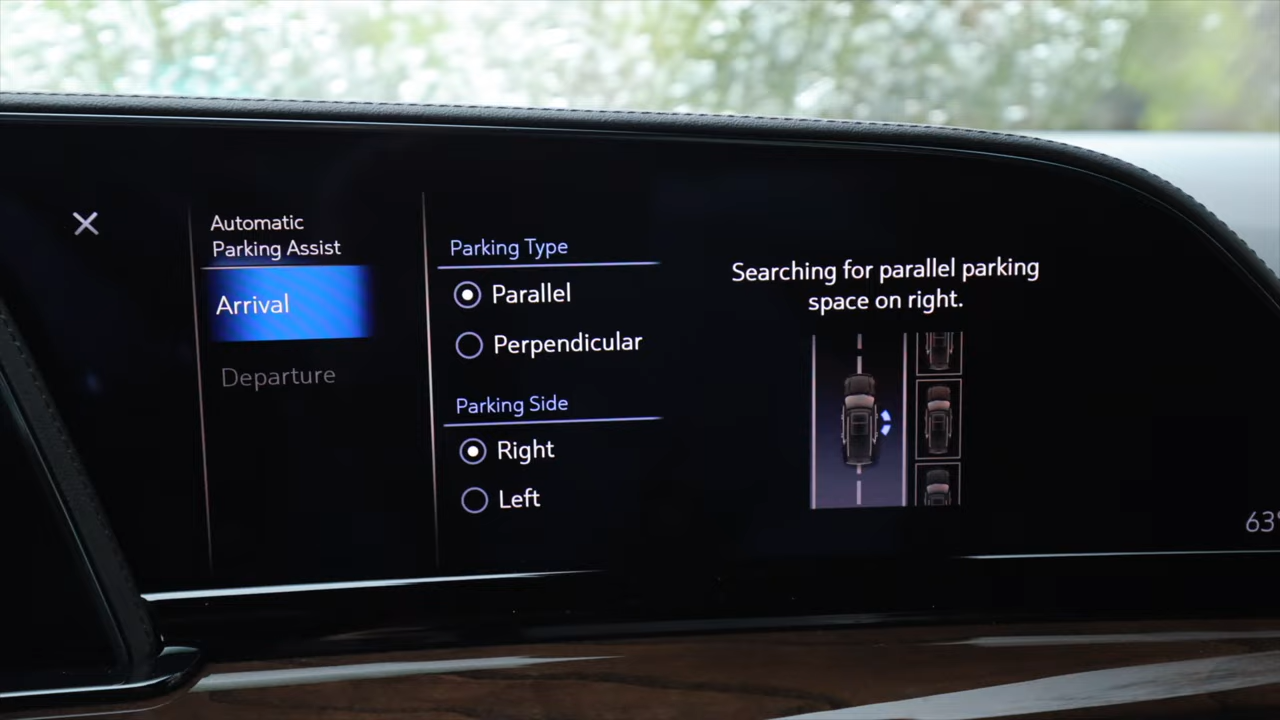 Automatic
Parking Assist
Arrival
Departure
Parking Type
Parallel
Perpendicular
Parking Side
Right
Left
Searching for parallel parking
space on right.
63°